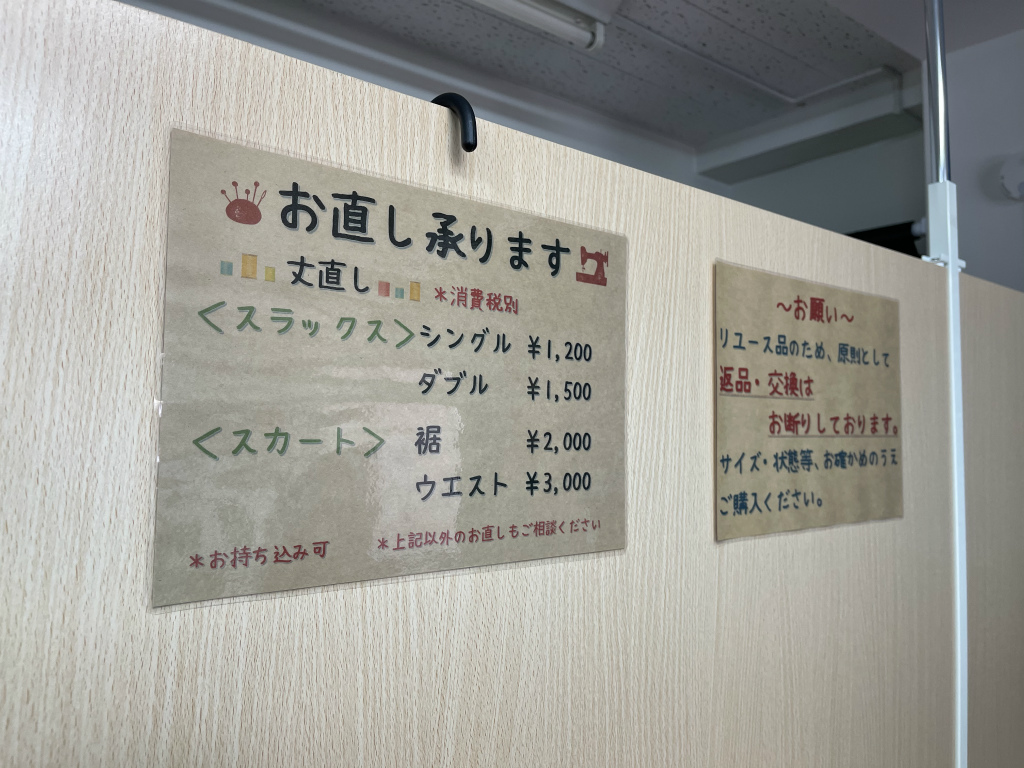 お直し承ります
丈直し
＊消費税別
＜スラックス＞シングル ￥1,200
ダブル ￥1,500
＜スカート＞ 裾 ￥2,000
ウエスト ￥3,000
＊お持ち込み可
＊上記以外のお直しもご相談ください
～お願い～
リユース品のため、原則として
返品・交換は
お断りしております。
サイズ・状態等、お確かめのうえ
ご購入ください。